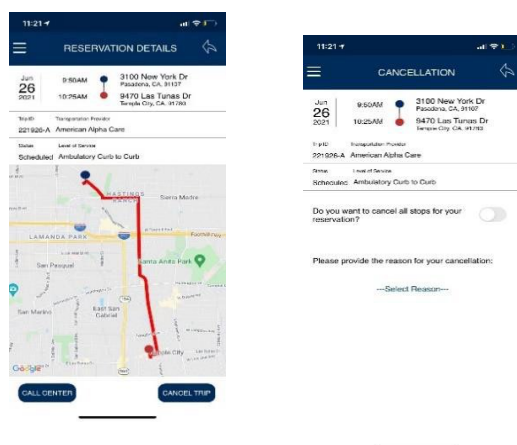 11:21
RESERVATION DETAILS
Jun
26
2021
9:50AM
3100 New York Dr
Pasadena, CA, 91107
10:25AM
9470 Las Tunas Dr
Temple City, CA, 91780
Trip ID Transportation Provider
221926-A American Alpha Care
Status Level of Service
Scheduled Ambulatory Curb to Curb
HASTINGS
RANCH
Sierra Madre
LAMANDA PARK
Foothill Fwy
San Pasqual
Santa Anita Park
San Marino
East San
Gabriel
Temple City
Google
CALL CENTER
CANCEL TRIP
11:21
CANCELLATION
Jun
26
2021
9:50AM
3100 New York Dr
Pasadena, CA, 91107
10:25AM
9470 Las Tunas Dr
Temple City, CA, 91780
Trip ID Transportation Provider
221926-A American Alpha Care
Status Level of Service
Scheduled Ambulatory Curb to Curb
Do you want to cancel all stops for your
reservation?
Please provide the reason for your cancellation:
---Select Reason---